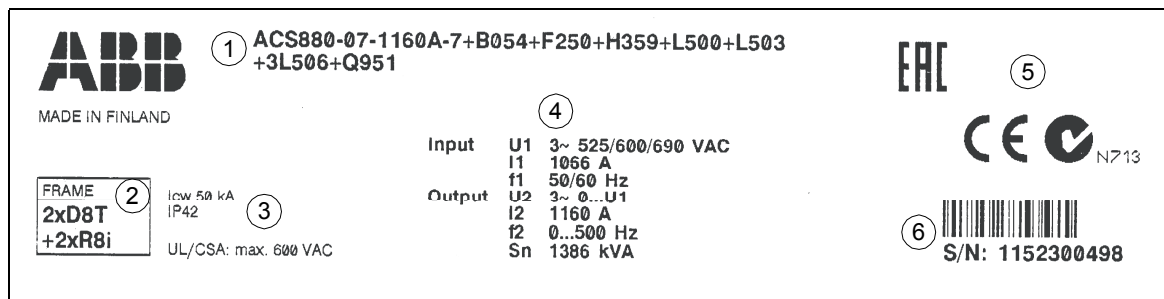 ABB
1
ACS880-07-1160A-7+B054+F250+H359+L500+L503
+3L506+Q951
MADE IN FINLAND
EAC
5
CE
N713
4
Input U1 3~ 525/600/690 VAC
I1 1066 A
f1 50/60 Hz
Output U2 3~ 0...U1
I2 1160 A
f2 0...500 Hz
Sn 1386 kVA
FRAME
2
2xD8T
+2xR8i
Icw 50 kA
IP42
3
UL/CSA: max. 600 VAC
6
S/N: 1152300498